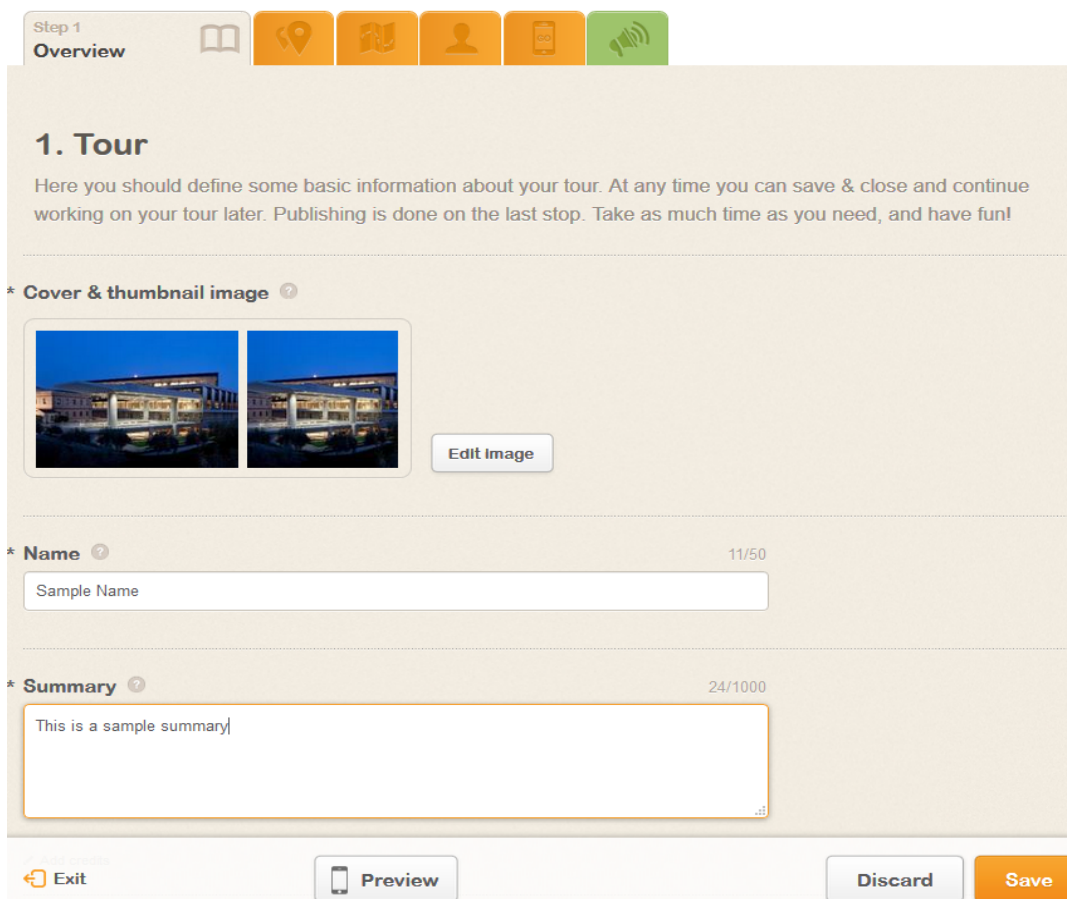 Step 1
Overview
GO
1. Tour
Here you should define some basic information about your tour. At any time you can save & close and continue
working on your tour later. Publishing is done on the last stop. Take as much time as you need, and have fun!
* Cover & thumbnail image ?
Edit image
* Name ? 11/50
Sample Name
* Summary ? 24/1000
This is a sample summary
Exit
Preview
Discard
Save